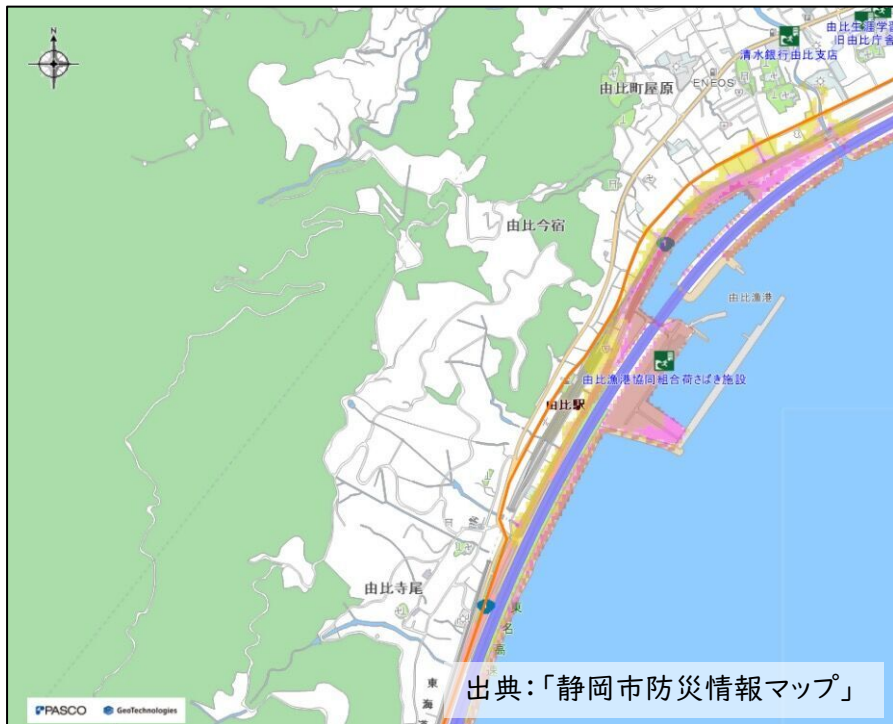 由比生涯学習
旧由比庁舎
清水銀行由比支店
由比町屋原
ENEOS
由比今宿
1
由比漁港
由比漁港協同組合荷さばき施設
由比駅
由比寺尾
東名高
東海道
PASCO
GeoTechnologies
出典：「静岡市防災情報マップ」